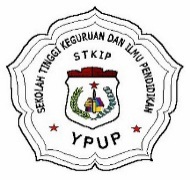 SEKOLAH TINGGI KEGURUAN DAN ILMU PENDIDIKAN
STKIP
YPUP